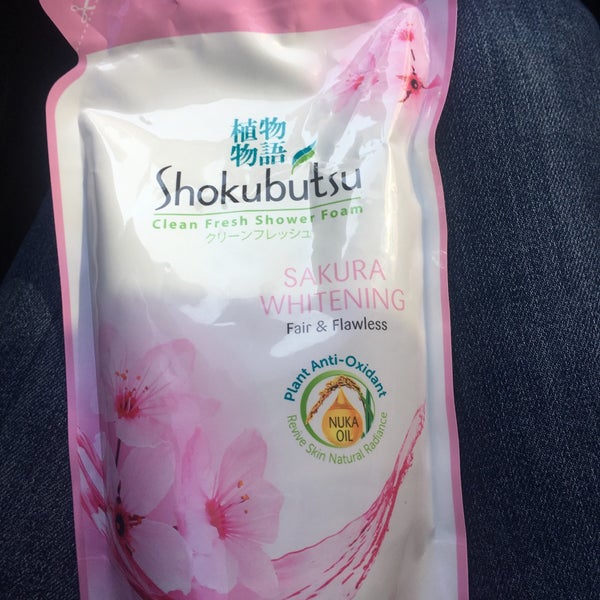 植物
物語
Shokubutsu
Clean Fresh Shower Foam
クリーンフレッシュ
SAKURA
WHITENING
Fair & Flawless
Plant Anti-Oxidant
NUKA
OIL
Revive Skin Natural Radiance